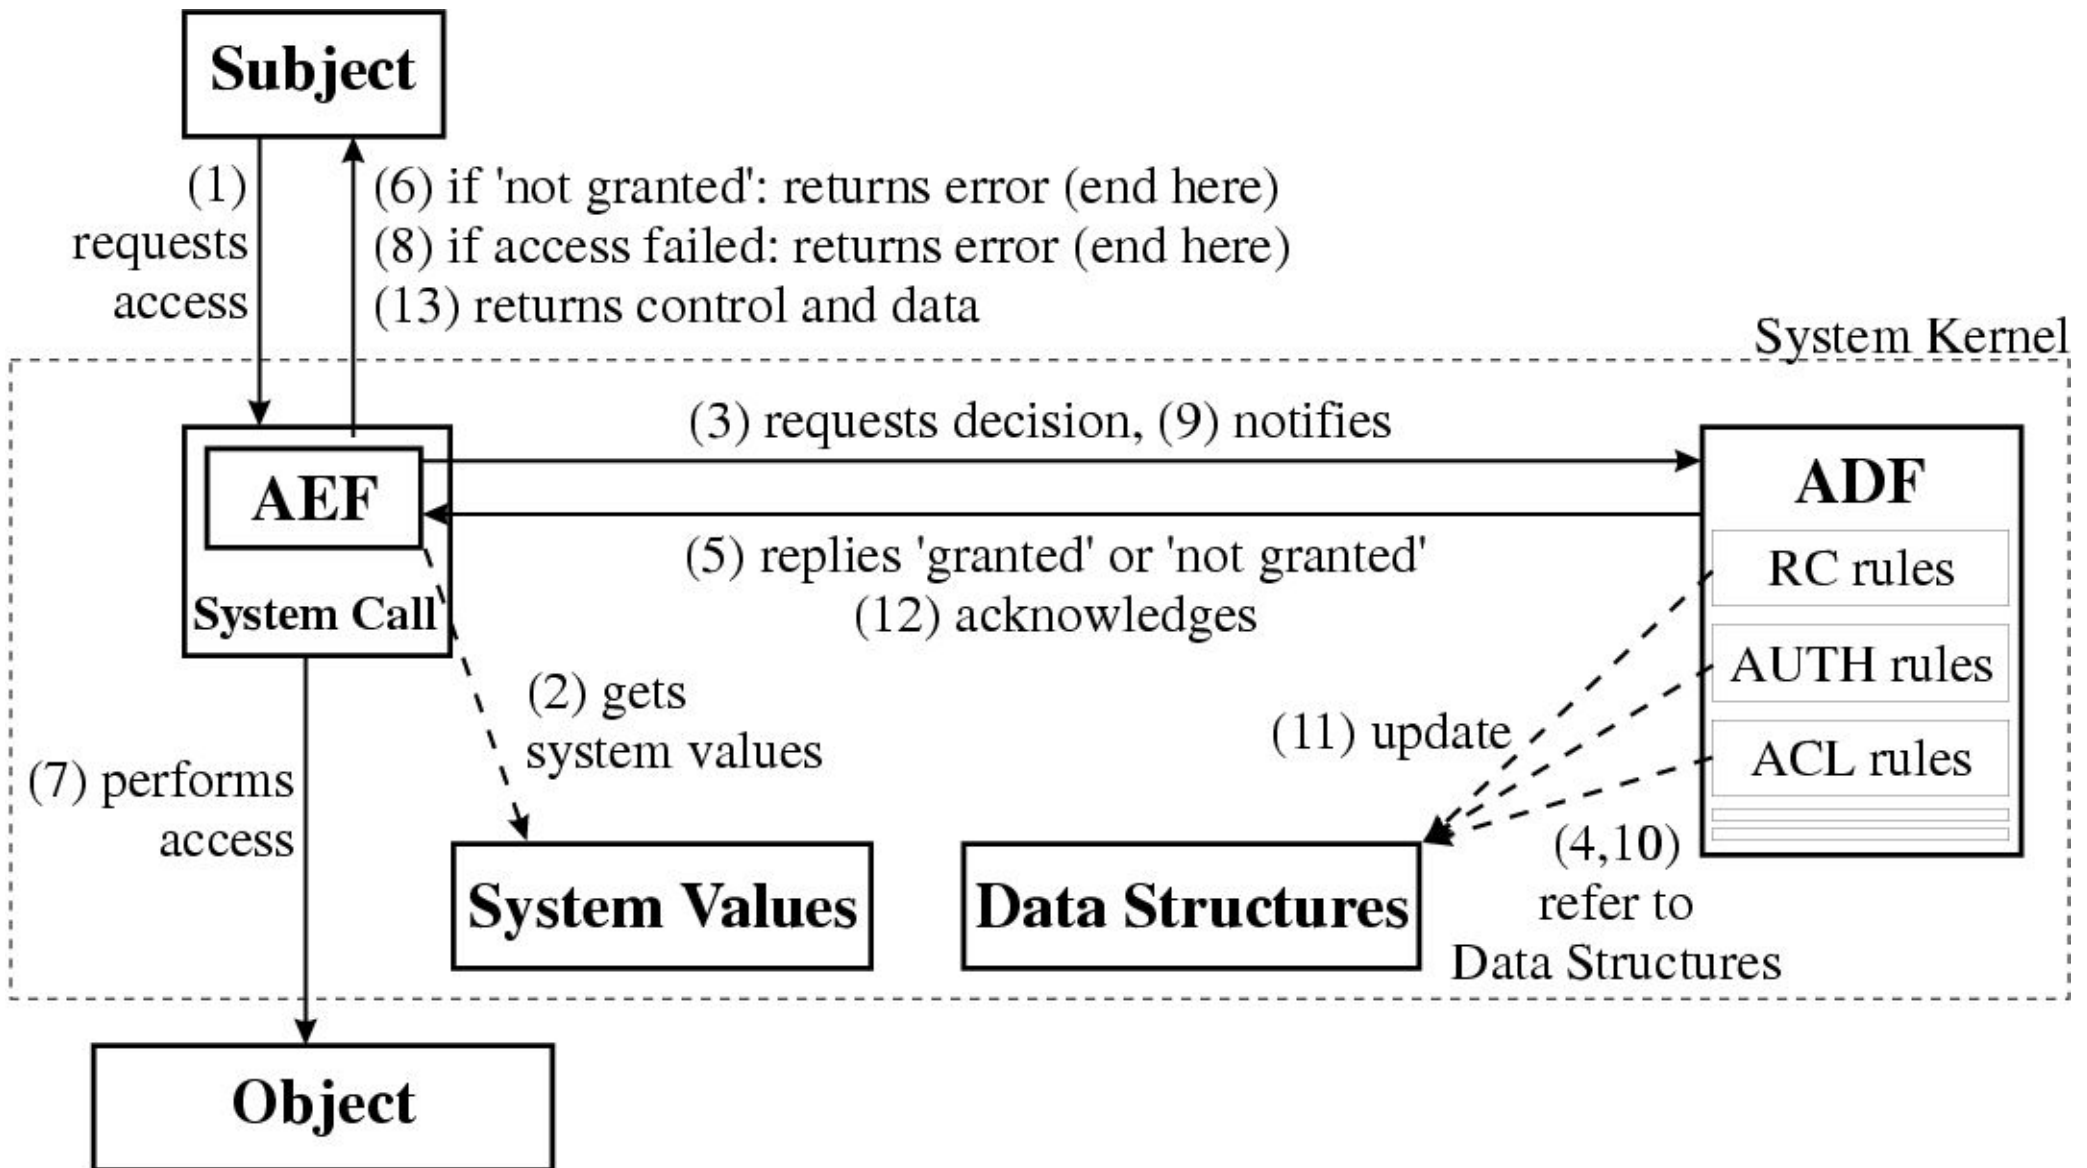 Subject
(1)
requests
access
(6) if 'not granted': returns error (end here)
(8) if access failed: returns error (end here)
(13) returns control and data
System Kernel
(3) requests decision, (9) notifies
AEF
System Call
ADF
RC rules
AUTH rules
ACL rules
(5) replies 'granted' or 'not granted'
(12) acknowledges
(2) gets
system values
(11) update
(7) performs
access
(4,10)
refer to
Data Structures
System Values
Data Structures
Object